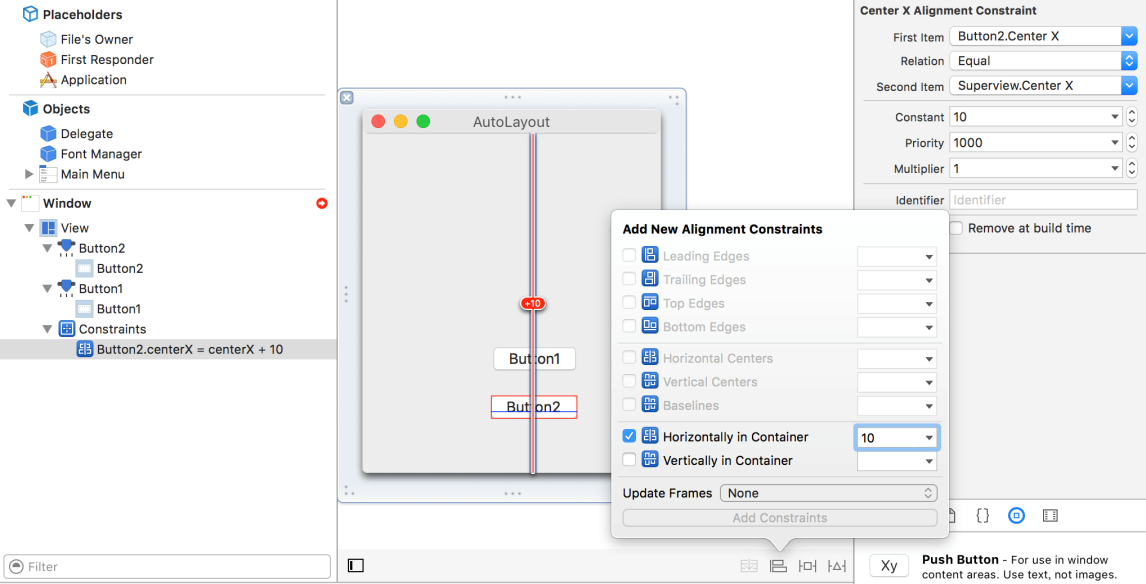 Placeholders
File's Owner
First Responder
Application
Objects
Delegate
Font Manager
Main Menu
Window
View
Button2
Button2
Button1
Button1
Constraints
Button2.centerX = centerX + 10
Filter
AutoLayout
+10
Button1
Button2
Add New Alignment Constraints
Leading Edges
Trailing Edges
Top Edges
Bottom Edges
Horizontal Centers
Vertical Centers
Baselines
Horizontally in Container 10
Vertically in Container
Update Frames None
Add Constraints
Center X Alignment Constraint
First Item Button2.Center X
Relation Equal
Second Item Superview.Center X
Constant 10
Priority 1000
Multiplier 1
Identifier Identifier
Remove at build time
{}
Xy
Push Button - For use in window
content areas. Use text, not images.